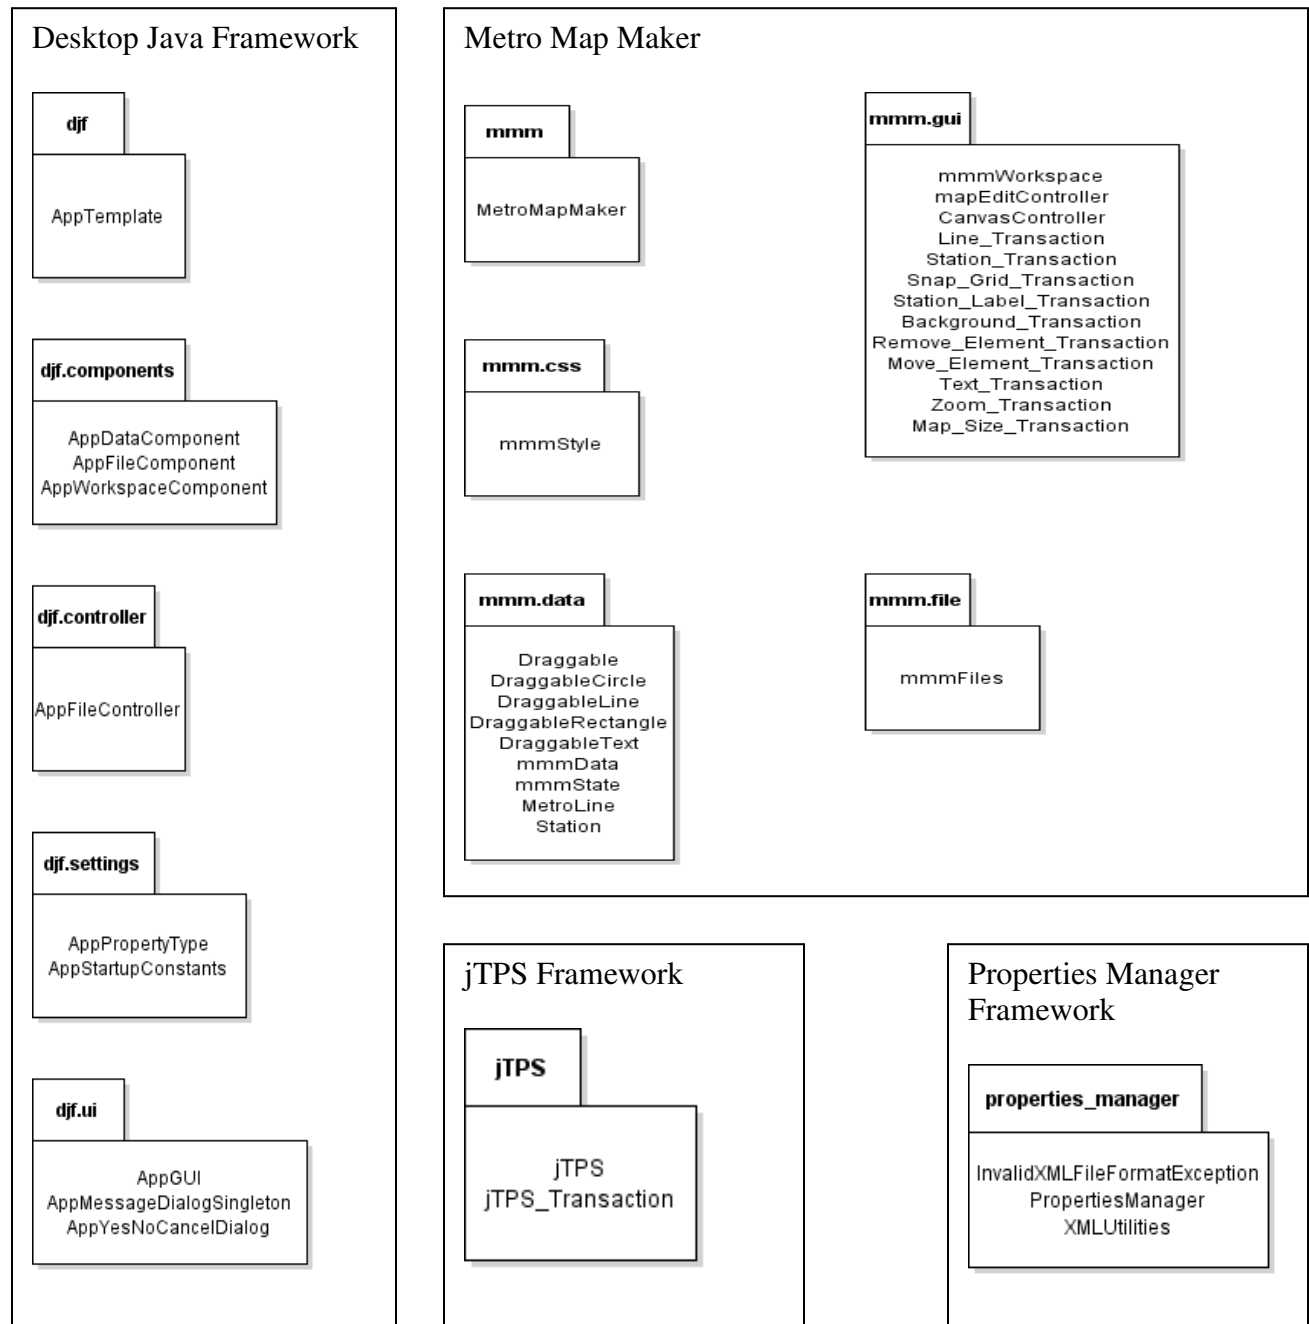 Desktop Java Framework
djf
AppTemplate
djf.components
AppDataComponent
AppFileComponent
AppWorkspaceComponent
djf.controller
AppFileController
djf.settings
AppPropertyType
AppStartupConstants
djf.ui
AppGUI
AppMessageDialogSingleton
AppYesNoCancelDialog
Metro Map Maker
mmm
MetroMapMaker
mmm.gui
mmmWorkspace
mapEditController
CanvasController
Line_Transaction
Station_Transaction
Snap_Grid_Transaction
Station_Label_Transaction
Background_Transaction
Remove_Element_Transaction
Move_Element_Transaction
Text_Transaction
Zoom_Transaction
Map_Size_Transaction
mmm.css
mmmStyle
mmm.data
Draggable
DraggableCircle
DraggableLine
DraggableRectangle
DraggableText
mmmData
mmmState
MetroLine
Station
mmm.file
mmmFiles
jTPS Framework
jTPS
jTPS
jTPS_Transaction
Properties Manager
Framework
properties_manager
InvalidXMLFileFormatException
PropertiesManager
XMLUtilities